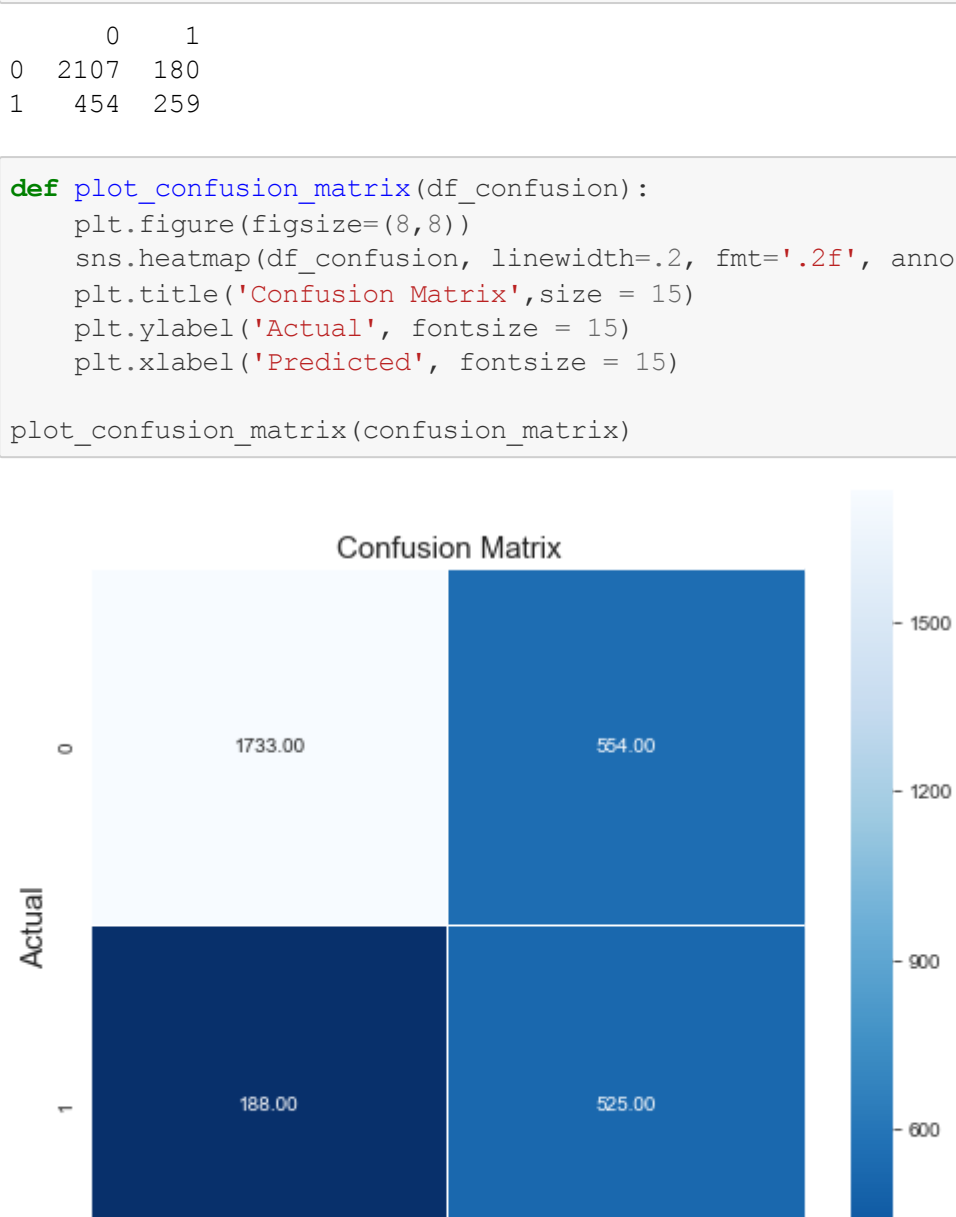 0 1
0 2107 180
1 454 259
def plot_confusion_matrix(df_confusion):
    plt.figure(figsize=(8,8))
    sns.heatmap(df_confusion, linewidth=.2, fmt='.2f', anno
    plt.title('Confusion Matrix',size = 15)
    plt.ylabel('Actual', fontsize = 15)
    plt.xlabel('Predicted', fontsize = 15)
plot_confusion_matrix(confusion_matrix)
Confusion Matrix
1500
0 1733.00 554.00
1200
Actual
900
1 188.00 525.00
600